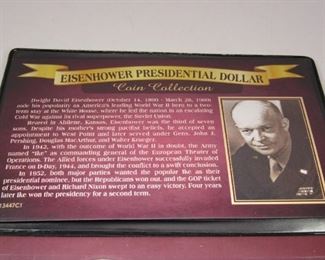 EISENHOWER PRESIDENTIAL DOLLAR
Coin Collection
Dwight David Eisenhower (October 14, 1890 - March 28, 1969)
rode his popularity as America's leading World War II hero to a two-
term stay at the White House, where he led the nation in an escalating
Cold War against its rival superpower, the Soviet Union.
Reared in Abilene, Kansas, Eisenhower was the third of seven
sons. Despite his mother's strong pacifist beliefs, he accepted an
appointment to West Point and later served under Gens. John J.
Pershing, Douglas MacArthur, and Walter Krueger.
In 1942, with the outcome of World War II in doubt, the Army
named "Ike" as commanding general of the European Theater of
Operations. The Allied forces under Eisenhower successfully invaded
France on D-Day, 1944, and brought the conflict to a swift conclusion.
In 1952, both major parties wanted the popular Ike as their
presidential nominee, but the Republicans won out, and the GOP ticket
of Eisenhower and Richard Nixon swept to an easy victory. Four years
later Ike won the presidency for a second term.
13447C1